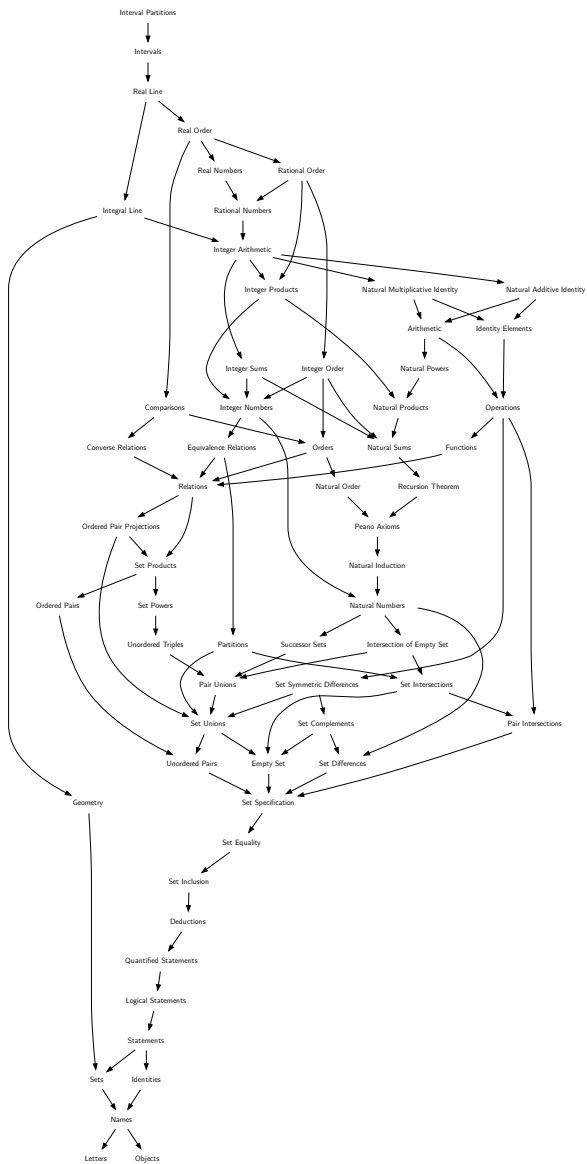 Interval Partitions
Intervals
Real Line
Real Order
Real Numbers
Rational Order
Integral Line
Rational Numbers
Integer Arithmetic
Integer Products
Natural Multiplicative Identity
Natural Additive Identity
Arithmetic
Identity Elements
Integer Sums
Integer Order
Natural Powers
Comparisons
Integer Numbers
Natural Products
Operations
Converse Relations
Equivalence Relations
Orders
Natural Sums
Functions
Relations
Natural Order
Recursion Theorem
Ordered Pair Projections
Peano Axioms
Set Products
Natural Induction
Ordered Pairs
Set Powers
Natural Numbers
Unordered Triples
Partitions
Successor Sets
Intersection of Empty Set
Pair Unions
Set Symmetric Differences
Set Intersections
Set Unions
Set Complements
Pair Intersections
Unordered Pairs
Empty Set
Set Differences
Geometry
Set Specification
Set Equality
Set Inclusion
Deductions
Quantified Statements
Logical Statements
Statements
Sets
Identities
Names
Letters
Objects